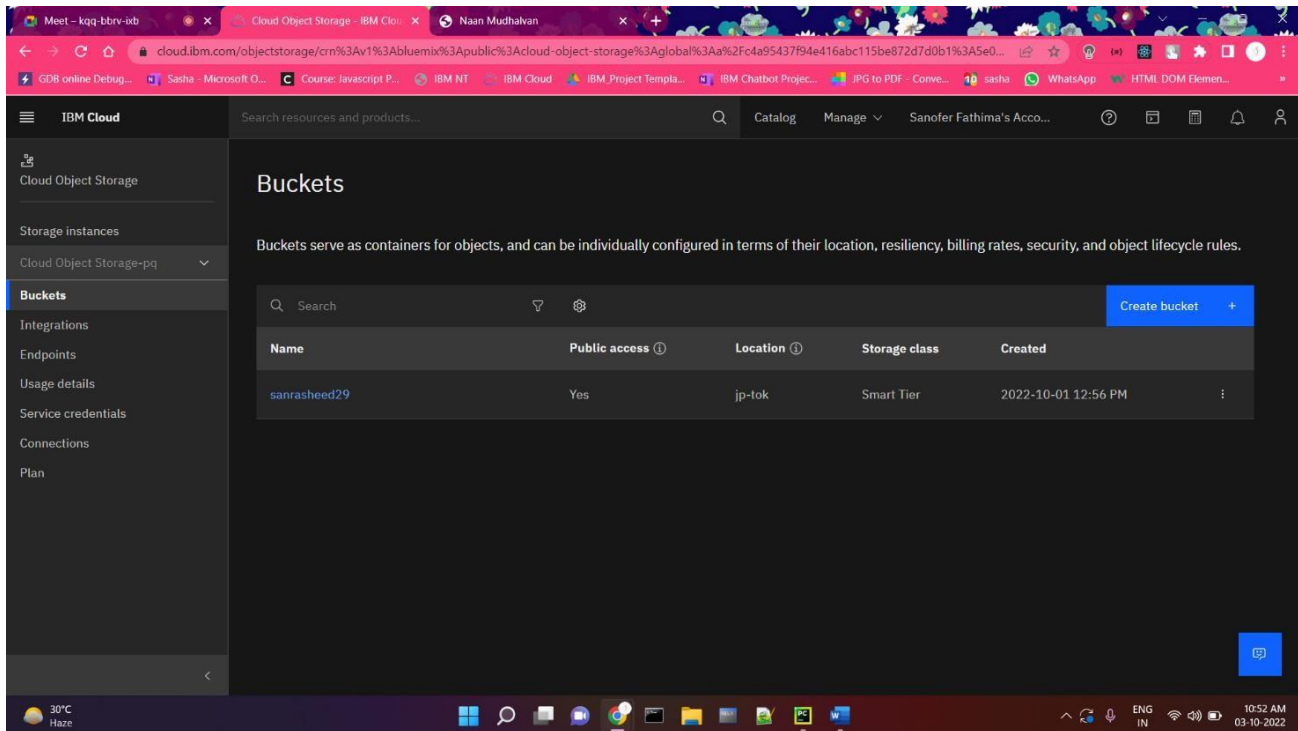 Meet – kqq-bbrv-ixb
Cloud Object Storage - IBM Clou
Naan Mudhalvan
cloud.ibm.com/objectstorage/crn%3Av1%3Abluemix%3Apublic%3Acloud-object-storage%3Aglobal%3Aa%2Fc4a95437f94e416abc115be872d7d0b1%3A5e0...
GDB online Debug... Sasha - Microsoft O... Course: Javascript P... IBM NT IBM Cloud IBM_Project Templa... IBM Chatbot Projec... JPG to PDF - Conve... sasha WhatsApp HTML DOM Elemen... »
IBM Cloud
Search resources and products...
Catalog
Manage
Sanofer Fathima's Acco...
Cloud Object Storage
Storage instances
Cloud Object Storage-pq
Buckets
Integrations
Endpoints
Usage details
Service credentials
Connections
Plan
Buckets
Buckets serve as containers for objects, and can be individually configured in terms of their location, resiliency, billing rates, security, and object lifecycle rules.
Search
Create bucket +
Name Public access Location Storage class Created
sanrasheed29 Yes jp-tok Smart Tier 2022-10-01 12:56 PM
30°C
Haze
ENG
IN
10:52 AM
03-10-2022